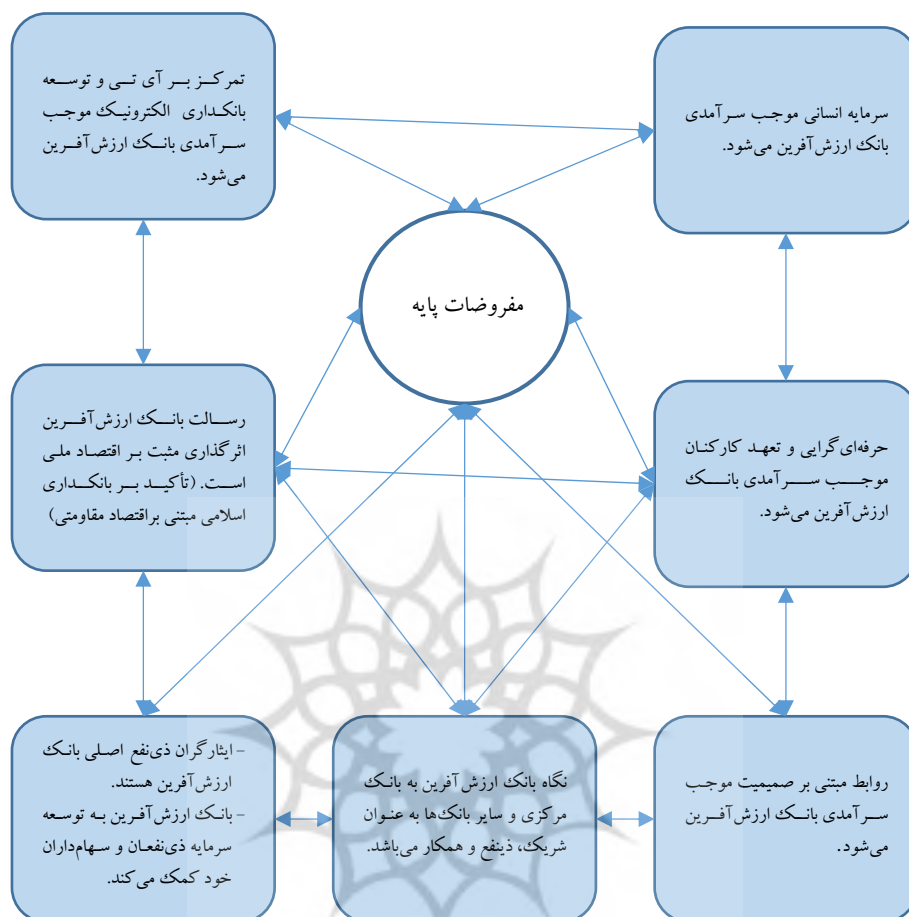 سرمایه انسانی موجب سرآمدی
بانک ارزش‌آفرین می‌شود.
تمرکز بر آی تی و توسعه
بانکداری الکترونیک موجب
سرآمدی بانک ارزش‌آفرین
می‌شود.
مفروضات پایه
حرفه‌ای‌گرایی و تعهد کارکنان
موجب سرآمدی بانک
ارزش‌آفرین می‌شود.
رسالت بانک ارزش‌آفرین
اثرگذاری مثبت بر اقتصاد ملی
است. (تأکید بر بانکداری
اسلامی مبتنی براقتصاد مقاومتی)
روابط مبتنی بر صمیمیت موجب
سرآمدی بانک ارزش‌آفرین
می‌شود.
نگاه بانک ارزش‌آفرین به بانک
مرکزی و سایر بانک‌ها به عنوان
شریک، ذینفع و همکار می‌باشد.
- ایثارگران ذی‌نفع اصلی بانک
ارزش‌آفرین هستند.
- بانک ارزش‌آفرین به توسعه
سرمایه ذی‌نفعان و سهام‌داران
خود کمک می‌کند.